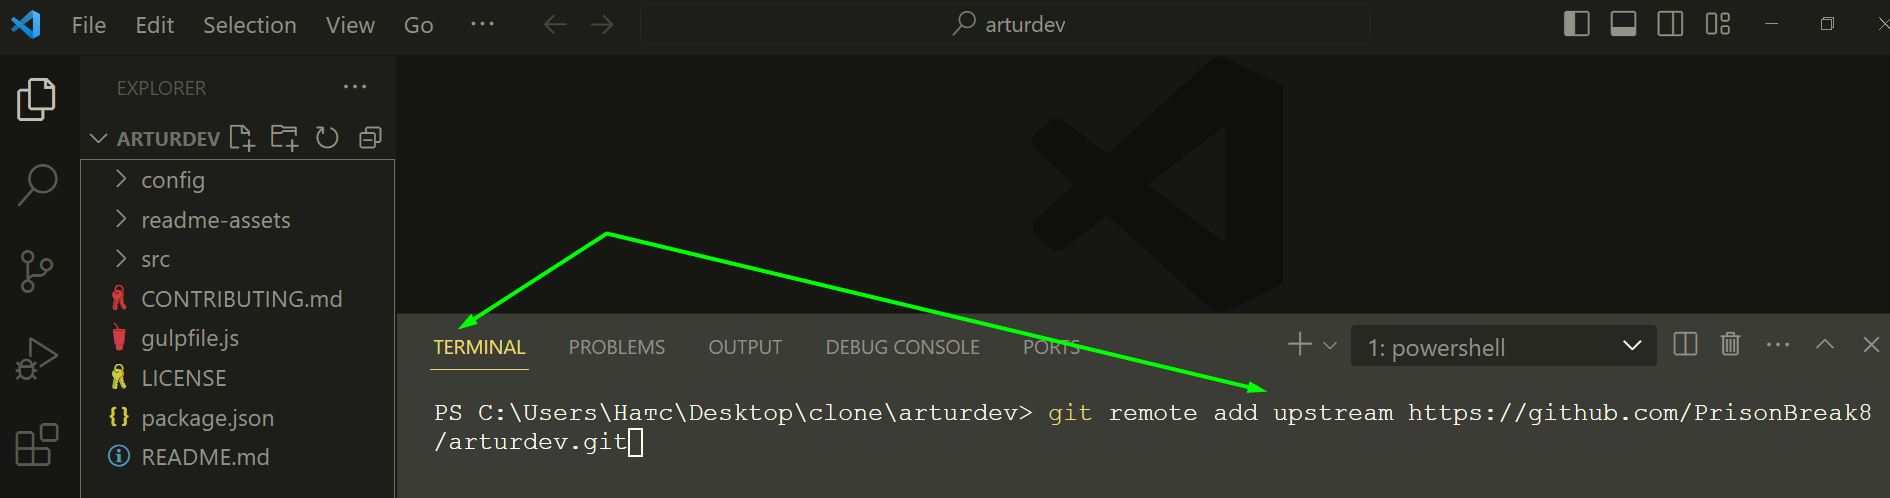 File Edit Selection View Go ··· arturdev
EXPLORER ···
ARTURDEV
config
readme-assets
src
CONTRIBUTING.md
gulpfile.js
LICENSE
{ } package.json
README.md
TERMINAL PROBLEMS OUTPUT DEBUG CONSOLE PORTS 1: powershell ···
PS C:\Users\Натс\Desktop\clone\arturdev> git remote add upstream https://github.com/PrisonBreak8
/arturdev.git